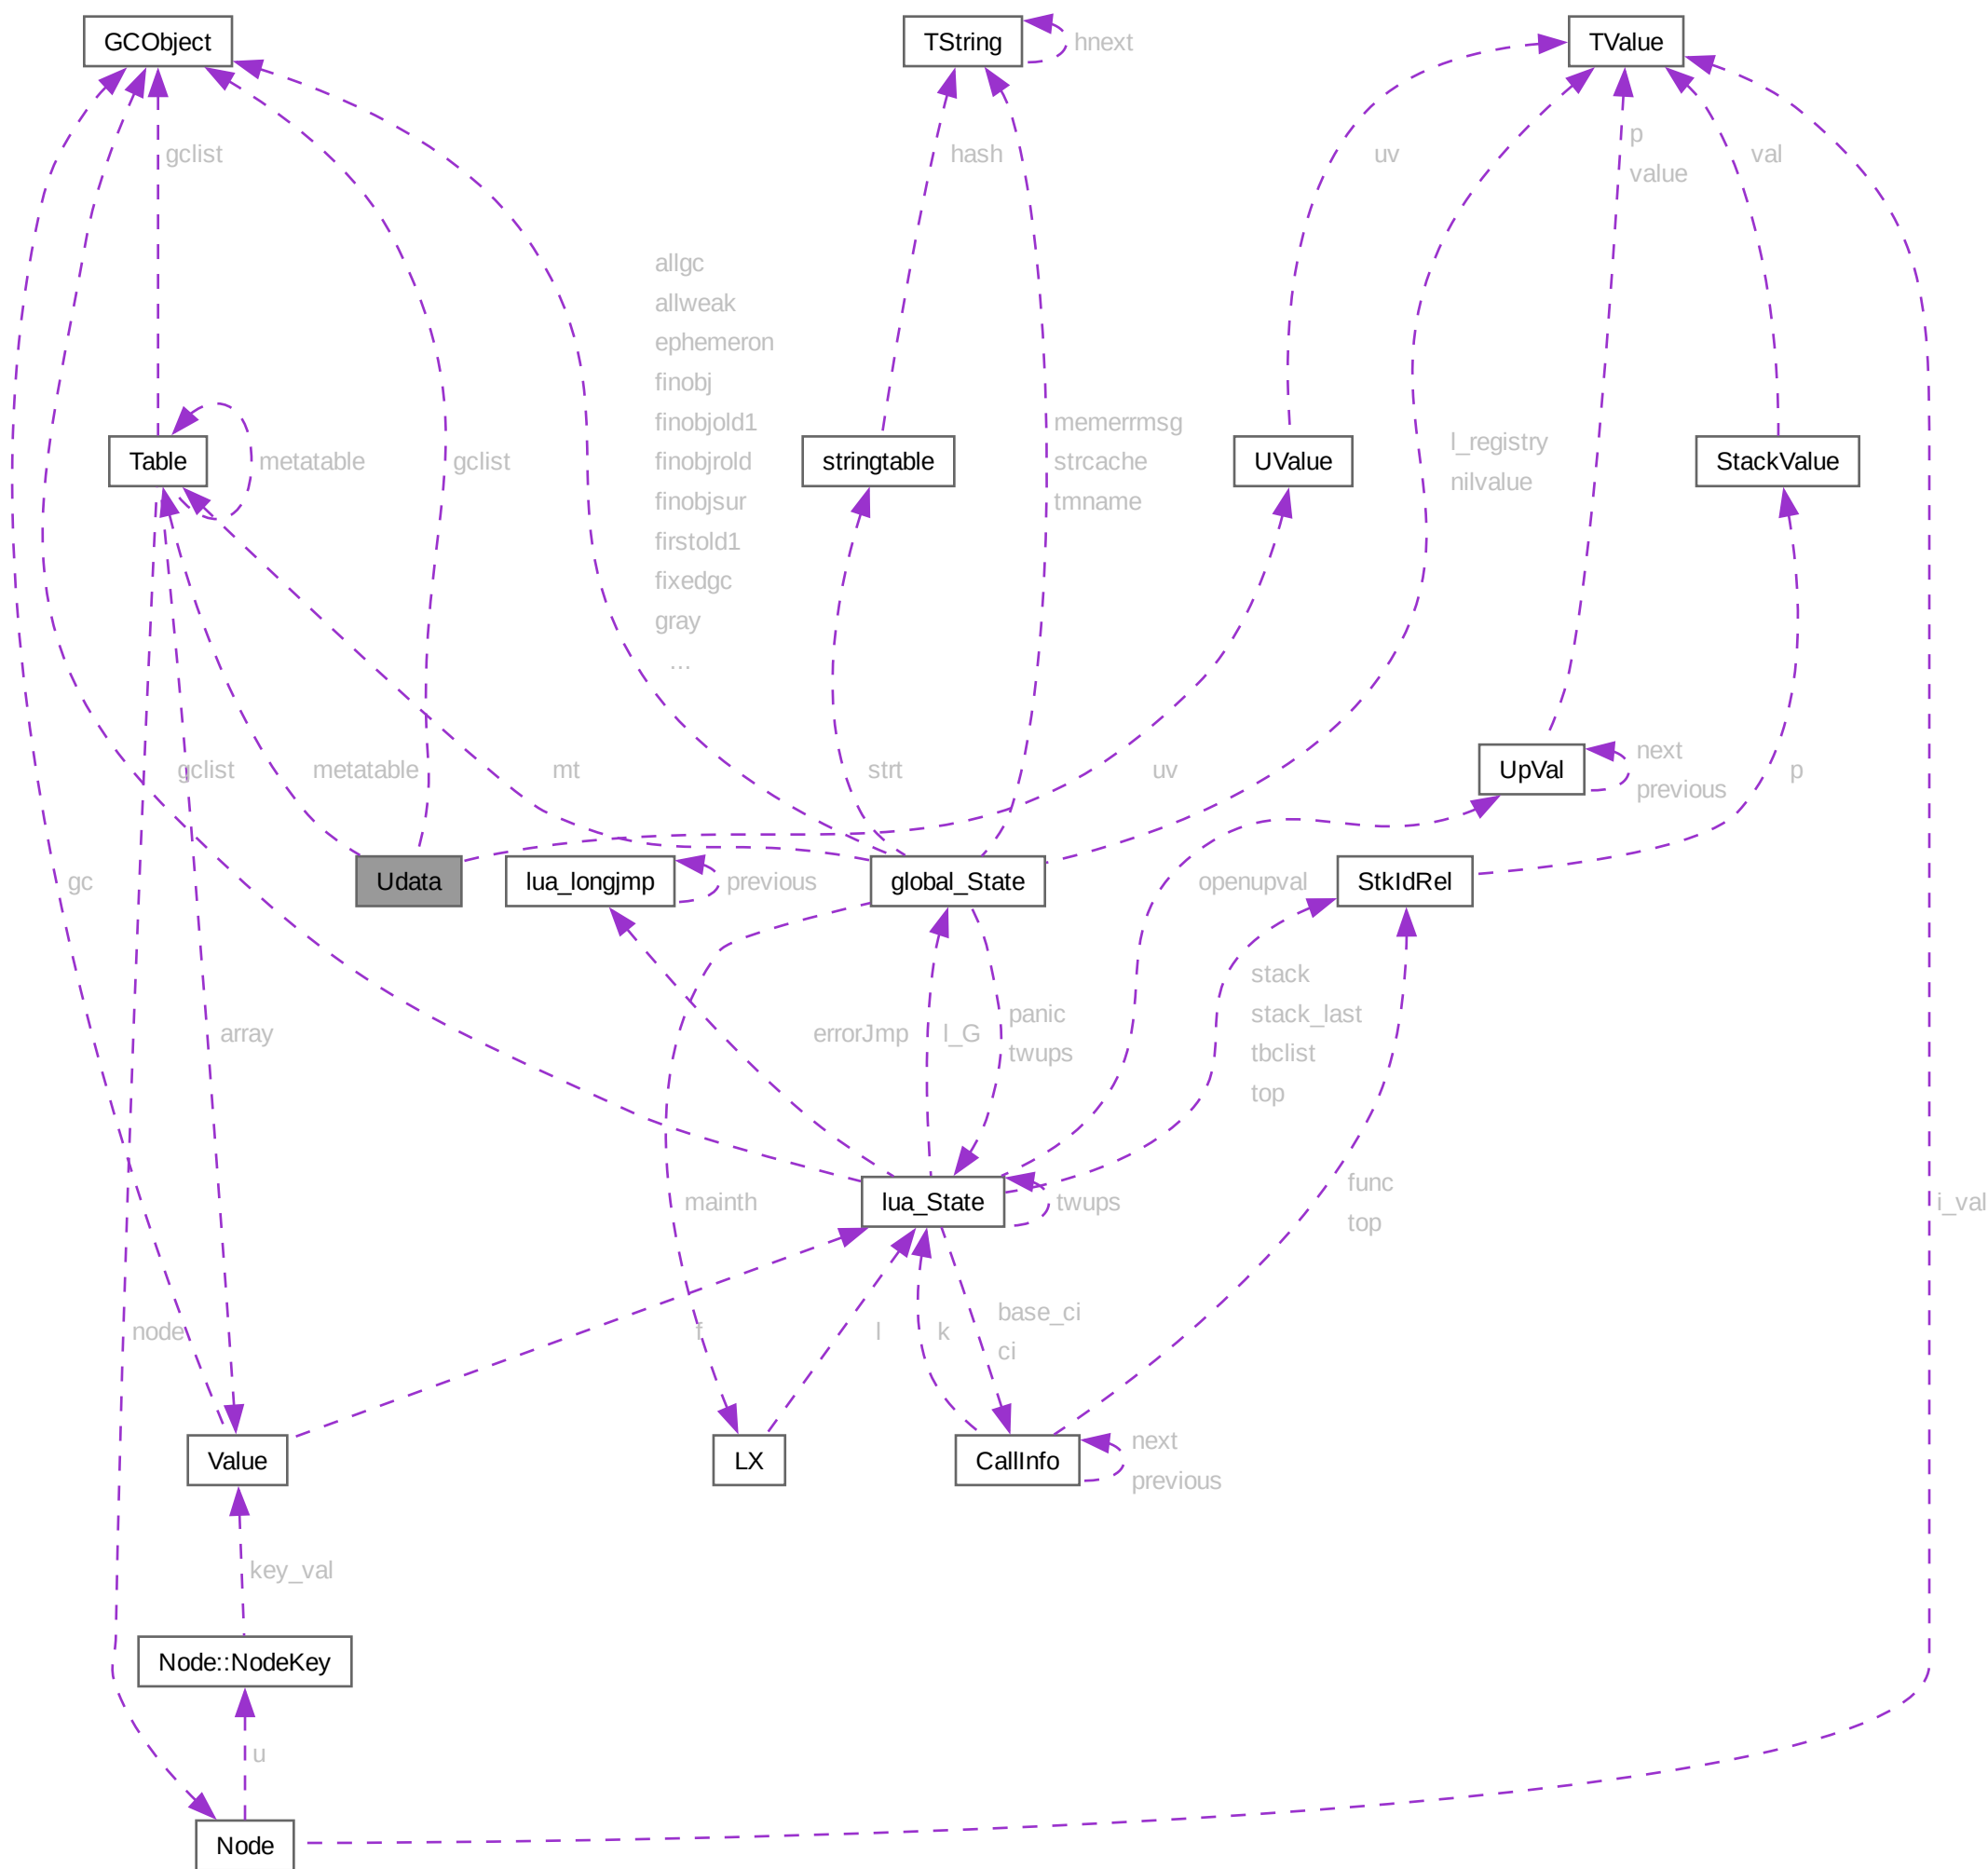 GCObject
TString
hnext
TValue
gclist
hash
uv
p
value
val
allgc
allweak
ephemeron
finobj
finobjold1
finobjrold
finobjsur
firstold1
fixedgc
gray
...
Table
metatable
gclist
stringtable
memerrmsg
strcache
tmname
UValue
l_registry
nilvalue
StackValue
gclist
metatable
mt
strt
uv
UpVal
next
previous
p
gc
Udata
lua_longjmp
previous
global_State
openupval
StkIdRel
array
errorJmp
l_G
panic
twups
stack
stack_last
tbclist
top
mainth
lua_State
twups
func
top
i_val
node
f
l
k
base_ci
ci
Value
LX
CallInfo
next
previous
key_val
Node::NodeKey
u
Node